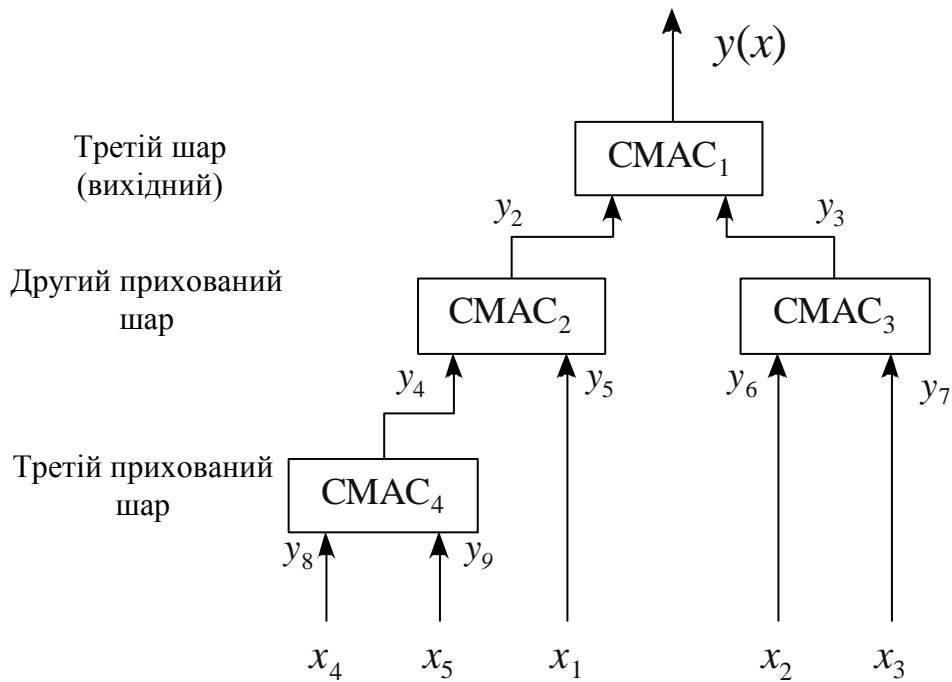 y(x)
Третій шар
(вихідний)
CMAC₁
y₂
y₃
Другий прихований
шар
CMAC₂
CMAC₃
y₄
y₅
y₆
y₇
Третій прихований
шар
CMAC₄
y₈
y₉
x₄
x₅
x₁
x₂
x₃